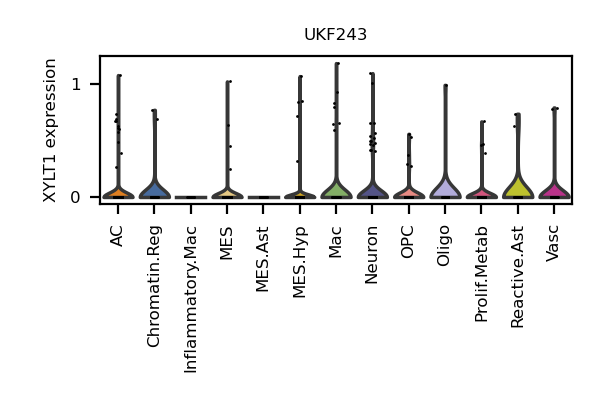 UKF243
XYLT1 expression
1
0
AC
Chromatin.Reg
Inflammatory.Mac
MES
MES.Ast
MES.Hyp
Mac
Neuron
OPC
Oligo
Prolif.Metab
Reactive.Ast
Vasc